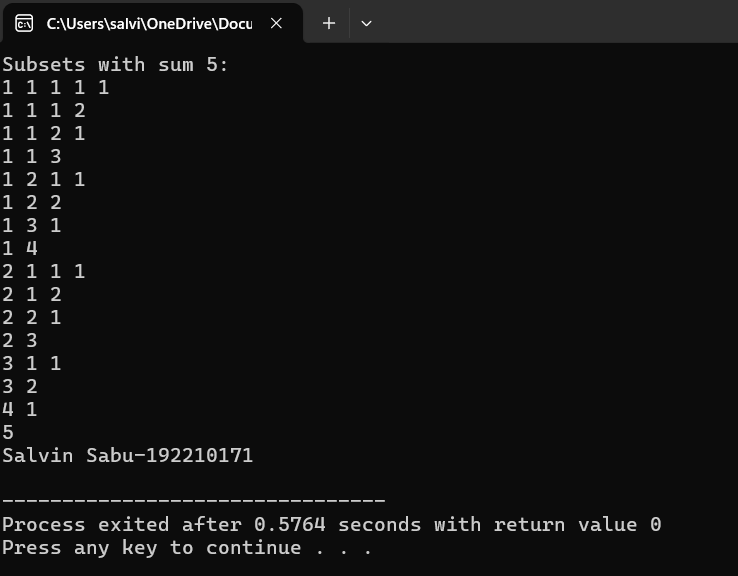 C:\Users\salvi\OneDrive\Docu
Subsets with sum 5:
1 1 1 1 1
1 1 1 2
1 1 2 1
1 1 3
1 2 1 1
1 2 2
1 3 1
1 4
2 1 1 1
2 1 2
2 2 1
2 3
3 1 1
3 2
4 1
5
Salvin Sabu-192210171
--------------------------------
Process exited after 0.5764 seconds with return value 0
Press any key to continue . . .